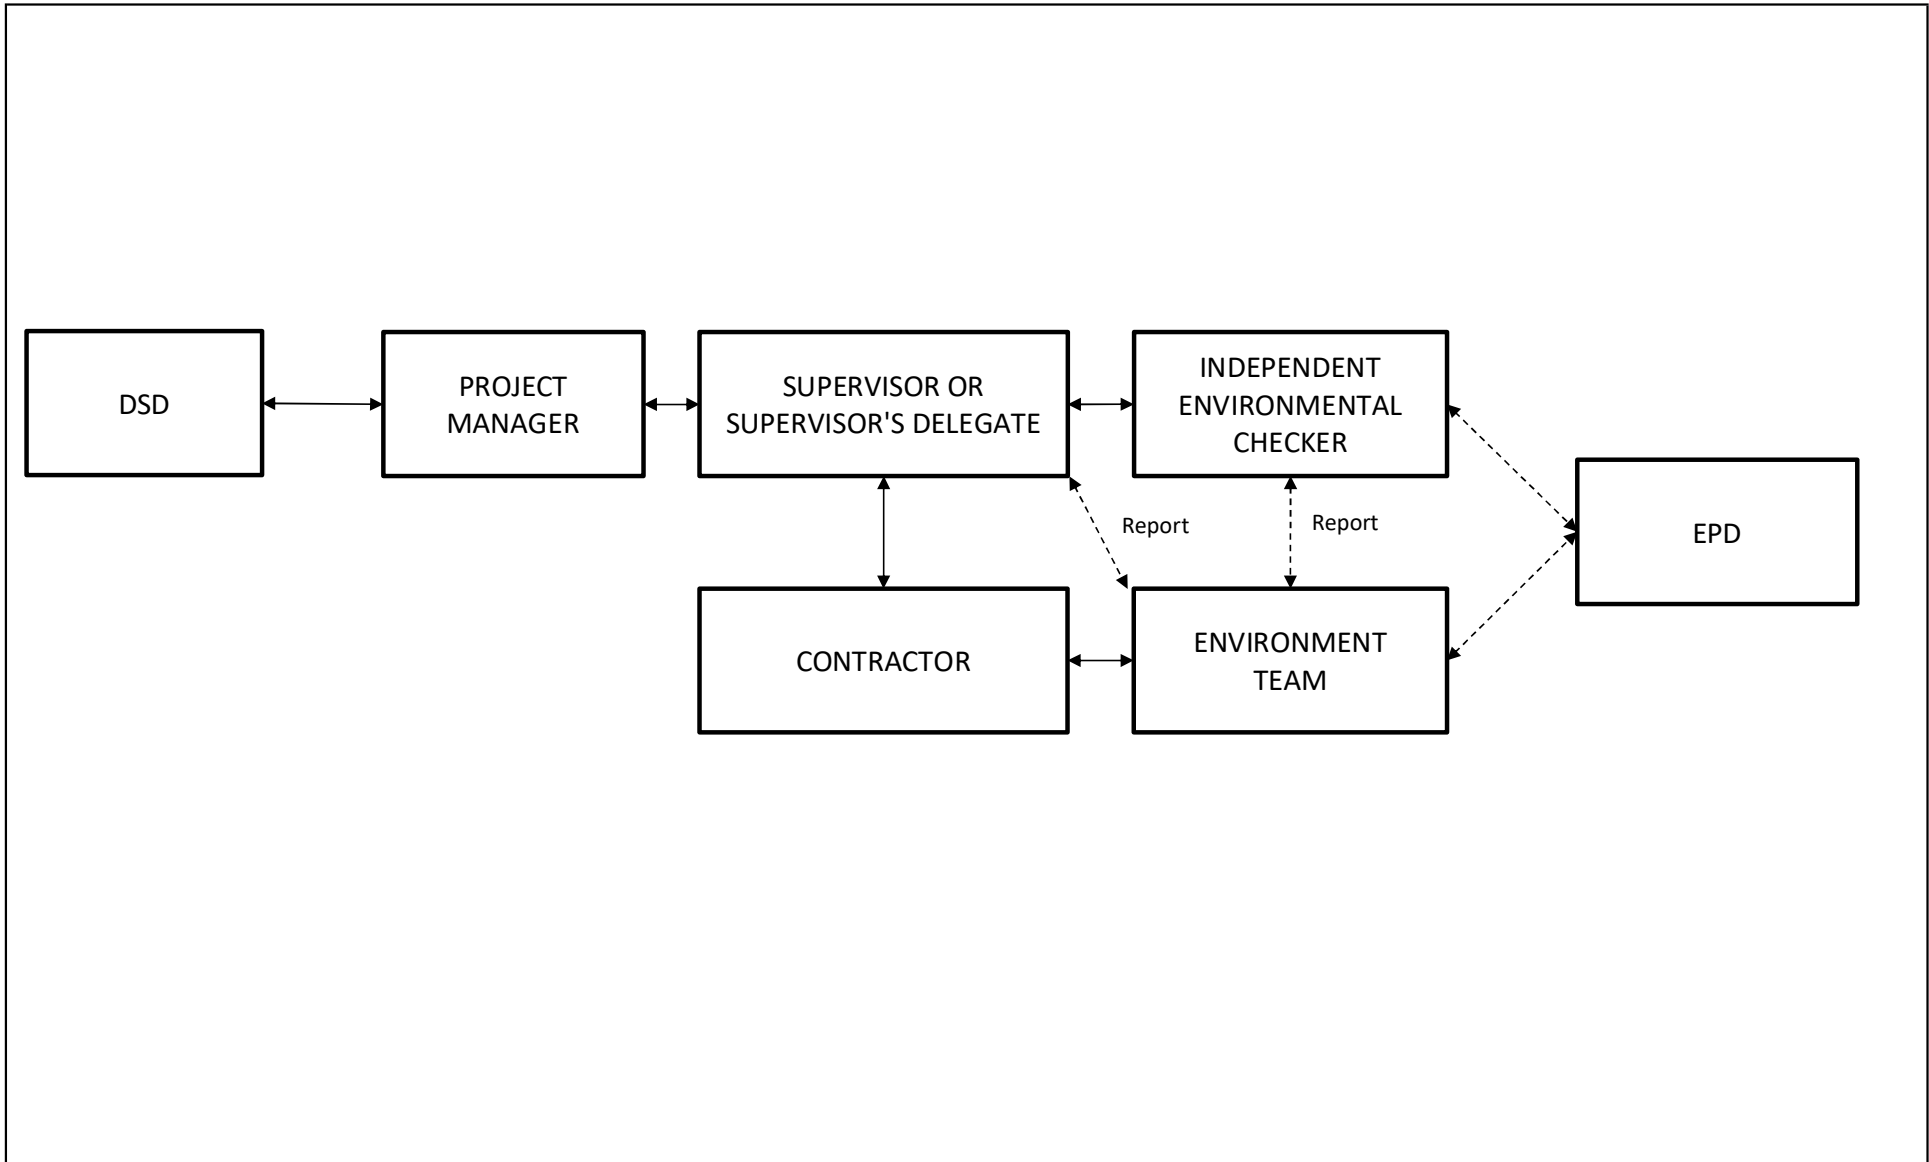 DSD
PROJECT
MANAGER
SUPERVISOR OR
SUPERVISOR'S DELEGATE
INDEPENDENT
ENVIRONMENTAL
CHECKER
Report
Report
EPD
CONTRACTOR
ENVIRONMENT
TEAM